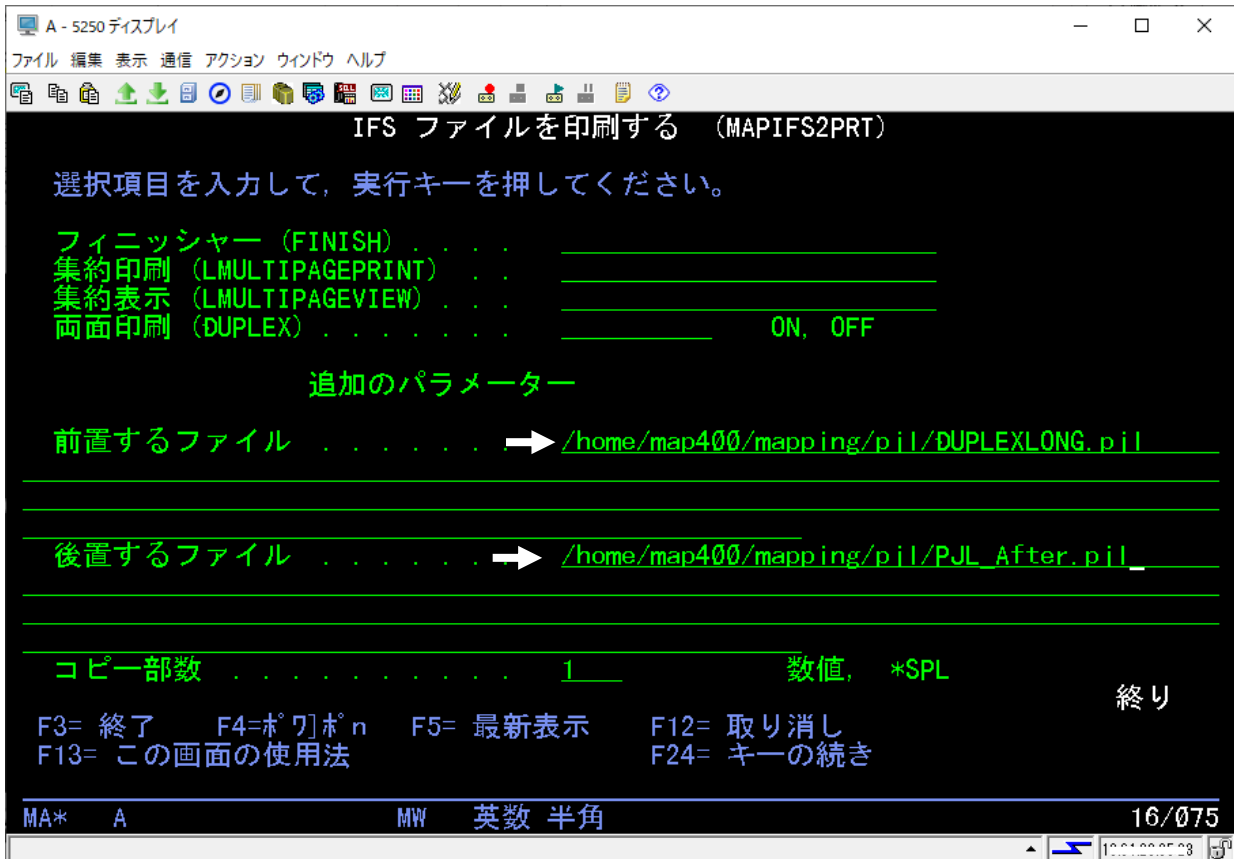 A - 5250 ディスプレイ
ファイル 編集 表示 通信 アクション ウィンドウ ヘルプ
IFS ファイルを印刷する (MAPIFS2PRT)
選択項目を入力して, 実行キーを押してください。
フィニッシャー (FINISH) . . . .
集約印刷 (LMULTIPAGEPRINT) . .
集約表示 (LMULTIPAGEVIEW) . . .
両面印刷 (DUPLEX) . . . . . . . ON, OFF
追加のパラメーター
前置するファイル . . . . . . . /home/map400/mapping/pjl/DUPLEXLONG.pjl
後置するファイル . . . . . . . /home/map400/mapping/pjl/PJL_After.pjl
コピー部数 . . . . . . . . . . 1 数値, *SPL
終り
F3= 終了 F4=ﾎﾟﾜ]ﾎﾟn F5= 最新表示 F12= 取り消し
F13= この画面の使用法 F24= キーの続き
MA* A MW 英数 半角 16/075